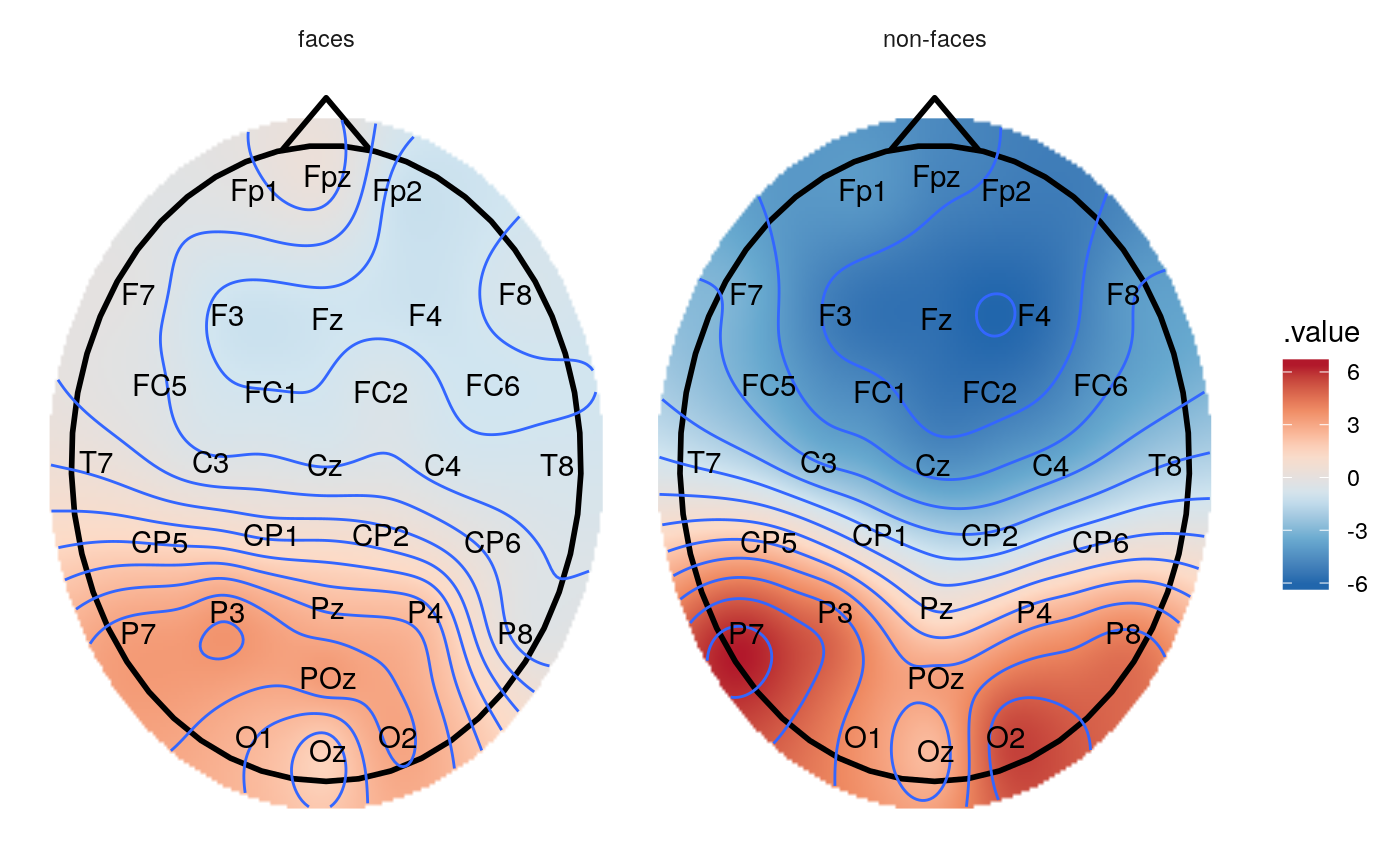 faces
non-faces
Fp1 Fpz Fp2
F7 F3 Fz F4 F8
FC5 FC1 FC2 FC6
T7 C3 Cz C4 T8
CP5 CP1 CP2 CP6
P7 P3 Pz P4 P8
POz
O1 Oz O2
Fp1 Fpz Fp2
F7 F3 Fz F4 F8
FC5 FC1 FC2 FC6
T7 C3 Cz C4 T8
CP5 CP1 CP2 CP6
P7 P3 Pz P4 P8
POz
O1 Oz O2
.value
6
3
0
-3
-6